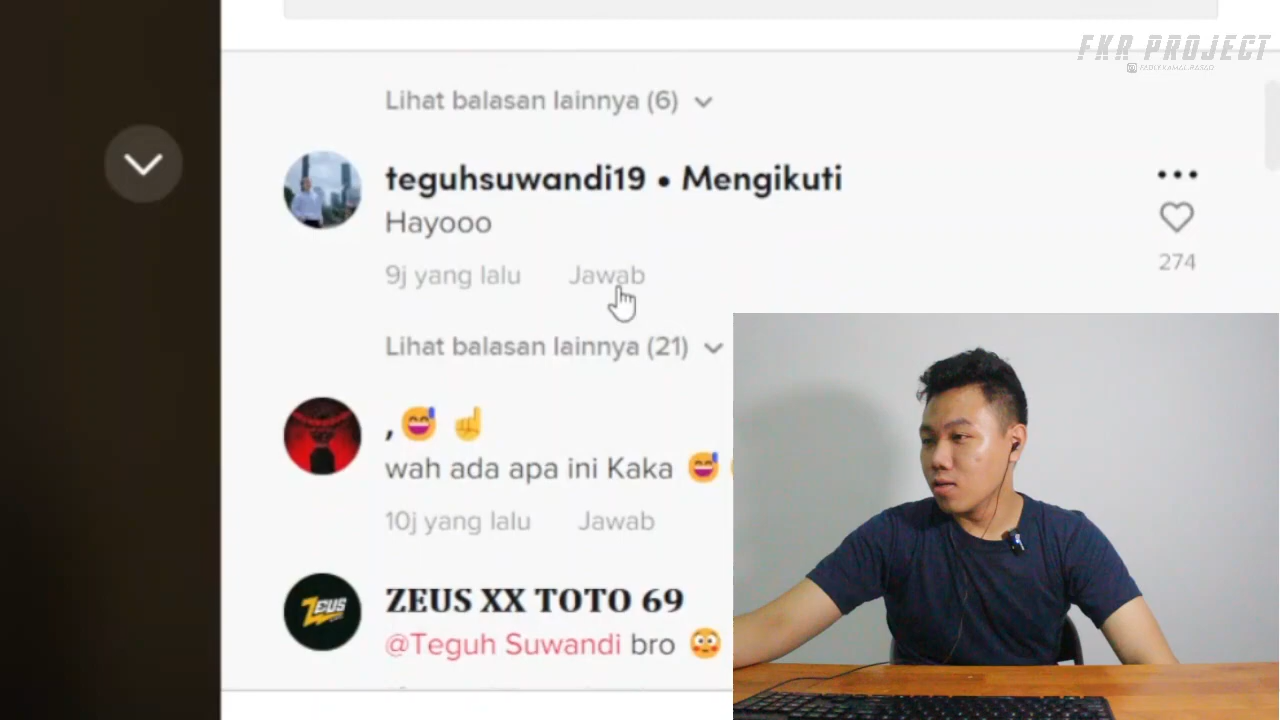 FKR PROJECT
Lihat balasan lainnya (6)
teguhsuwandi19 • Mengikuti
Hayooo
9j yang lalu Jawab
274
Lihat balasan lainnya (21)
,😅 ☝
wah ada apa ini Kaka 😅
10j yang lalu Jawab
ZEUS
ZEUS XX TOTO 69
@Teguh Suwandi bro 😳